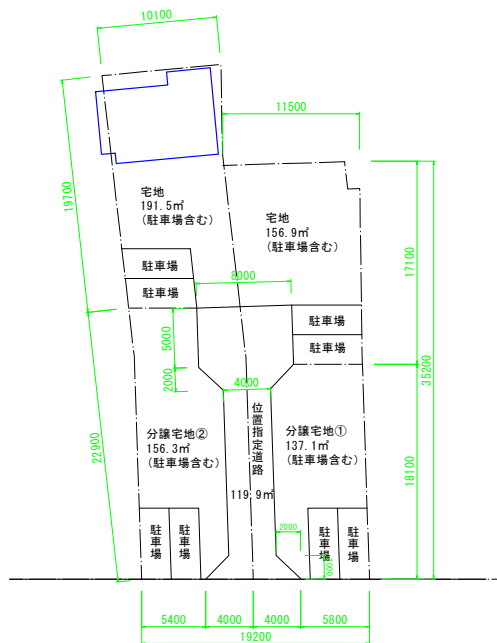 10100
11500
19700
宅地
191.5㎡
(駐車場含む)
宅地
156.9㎡
(駐車場含む)
17100
35200
駐車場
駐車場
8000
駐車場
駐車場
5000
2000
4000
22900
分譲宅地②
156.3㎡
(駐車場含む)
位置指定道路
119.9㎡
分譲宅地①
137.1㎡
(駐車場含む)
18100
駐車場
駐車場
2000
駐車場
駐車場
5400
4000
4000
5800
19200